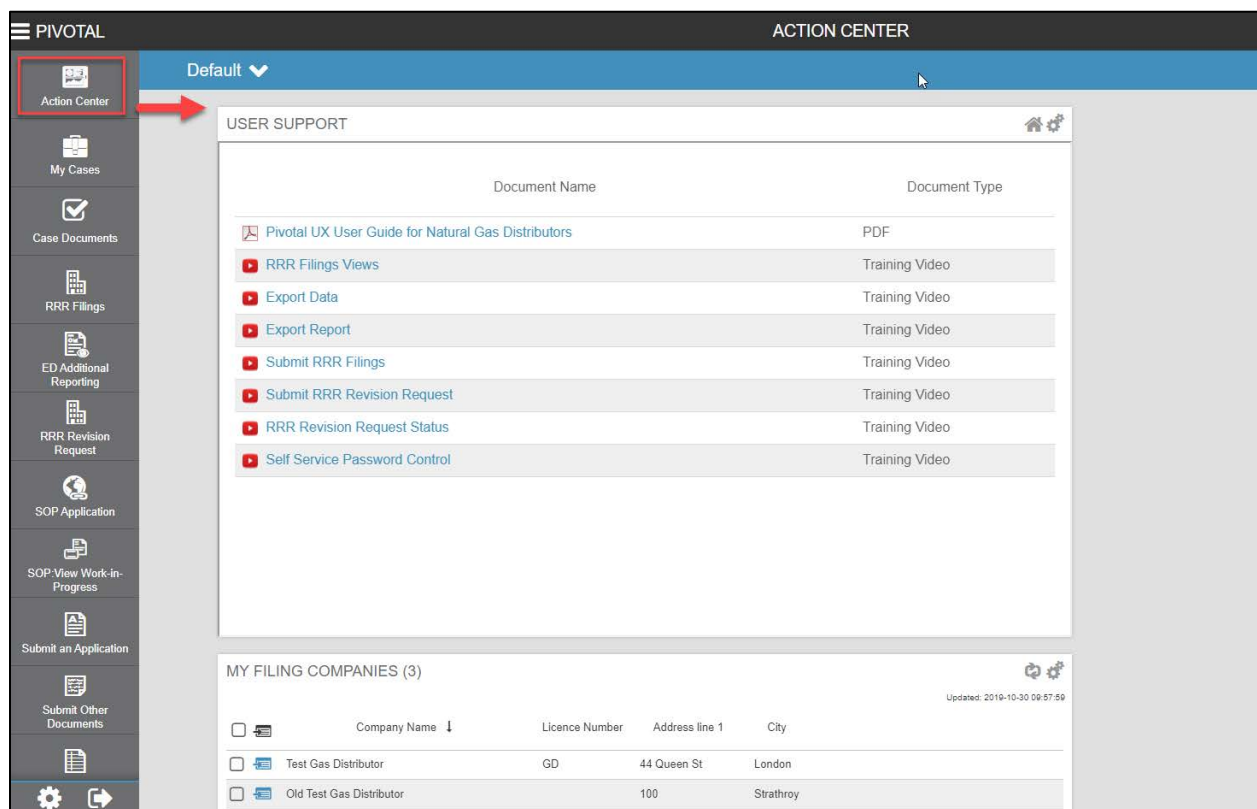 PIVOTAL
ACTION CENTER
Action Center
My Cases
Case Documents
RRR Filings
ED Additional
Reporting
RRR Revision
Request
SOP Application
SOP:View Work-in-
Progress
Submit an Application
Submit Other
Documents
Default
USER SUPPORT
Document Name Document Type
Pivotal UX User Guide for Natural Gas Distributors PDF
RRR Filings Views Training Video
Export Data Training Video
Export Report Training Video
Submit RRR Filings Training Video
Submit RRR Revision Request Training Video
RRR Revision Request Status Training Video
Self Service Password Control Training Video
MY FILING COMPANIES (3)
Updated: 2019-10-30 09:57:59
Company Name Licence Number Address line 1 City
Test Gas Distributor GD 44 Queen St London
Old Test Gas Distributor 100 Strathroy